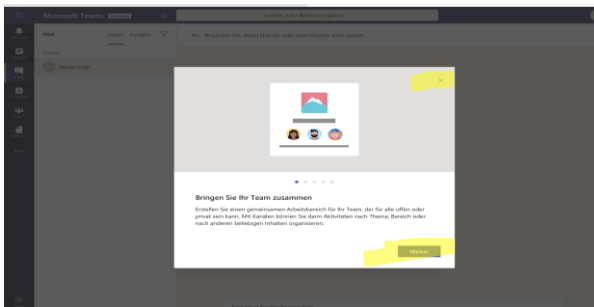 Microsoft Teams
Suchen oder Befehl eingeben
Chat
Zuletzt Kontakte
An: Beginnen Sie, einen Namen oder eine Gruppe einzugeben
Zuletzt
Neuer Chat
Bringen Sie Ihr Team zusammen
Erstellen Sie einen gemeinsamen Arbeitsbereich für Ihr Team, der für alle offen oder
privat sein kann. Mit Kanälen können Sie dann Aktivitäten nach Thema, Bereich oder
nach anderen beliebigen Inhalten organisieren.
Weiter